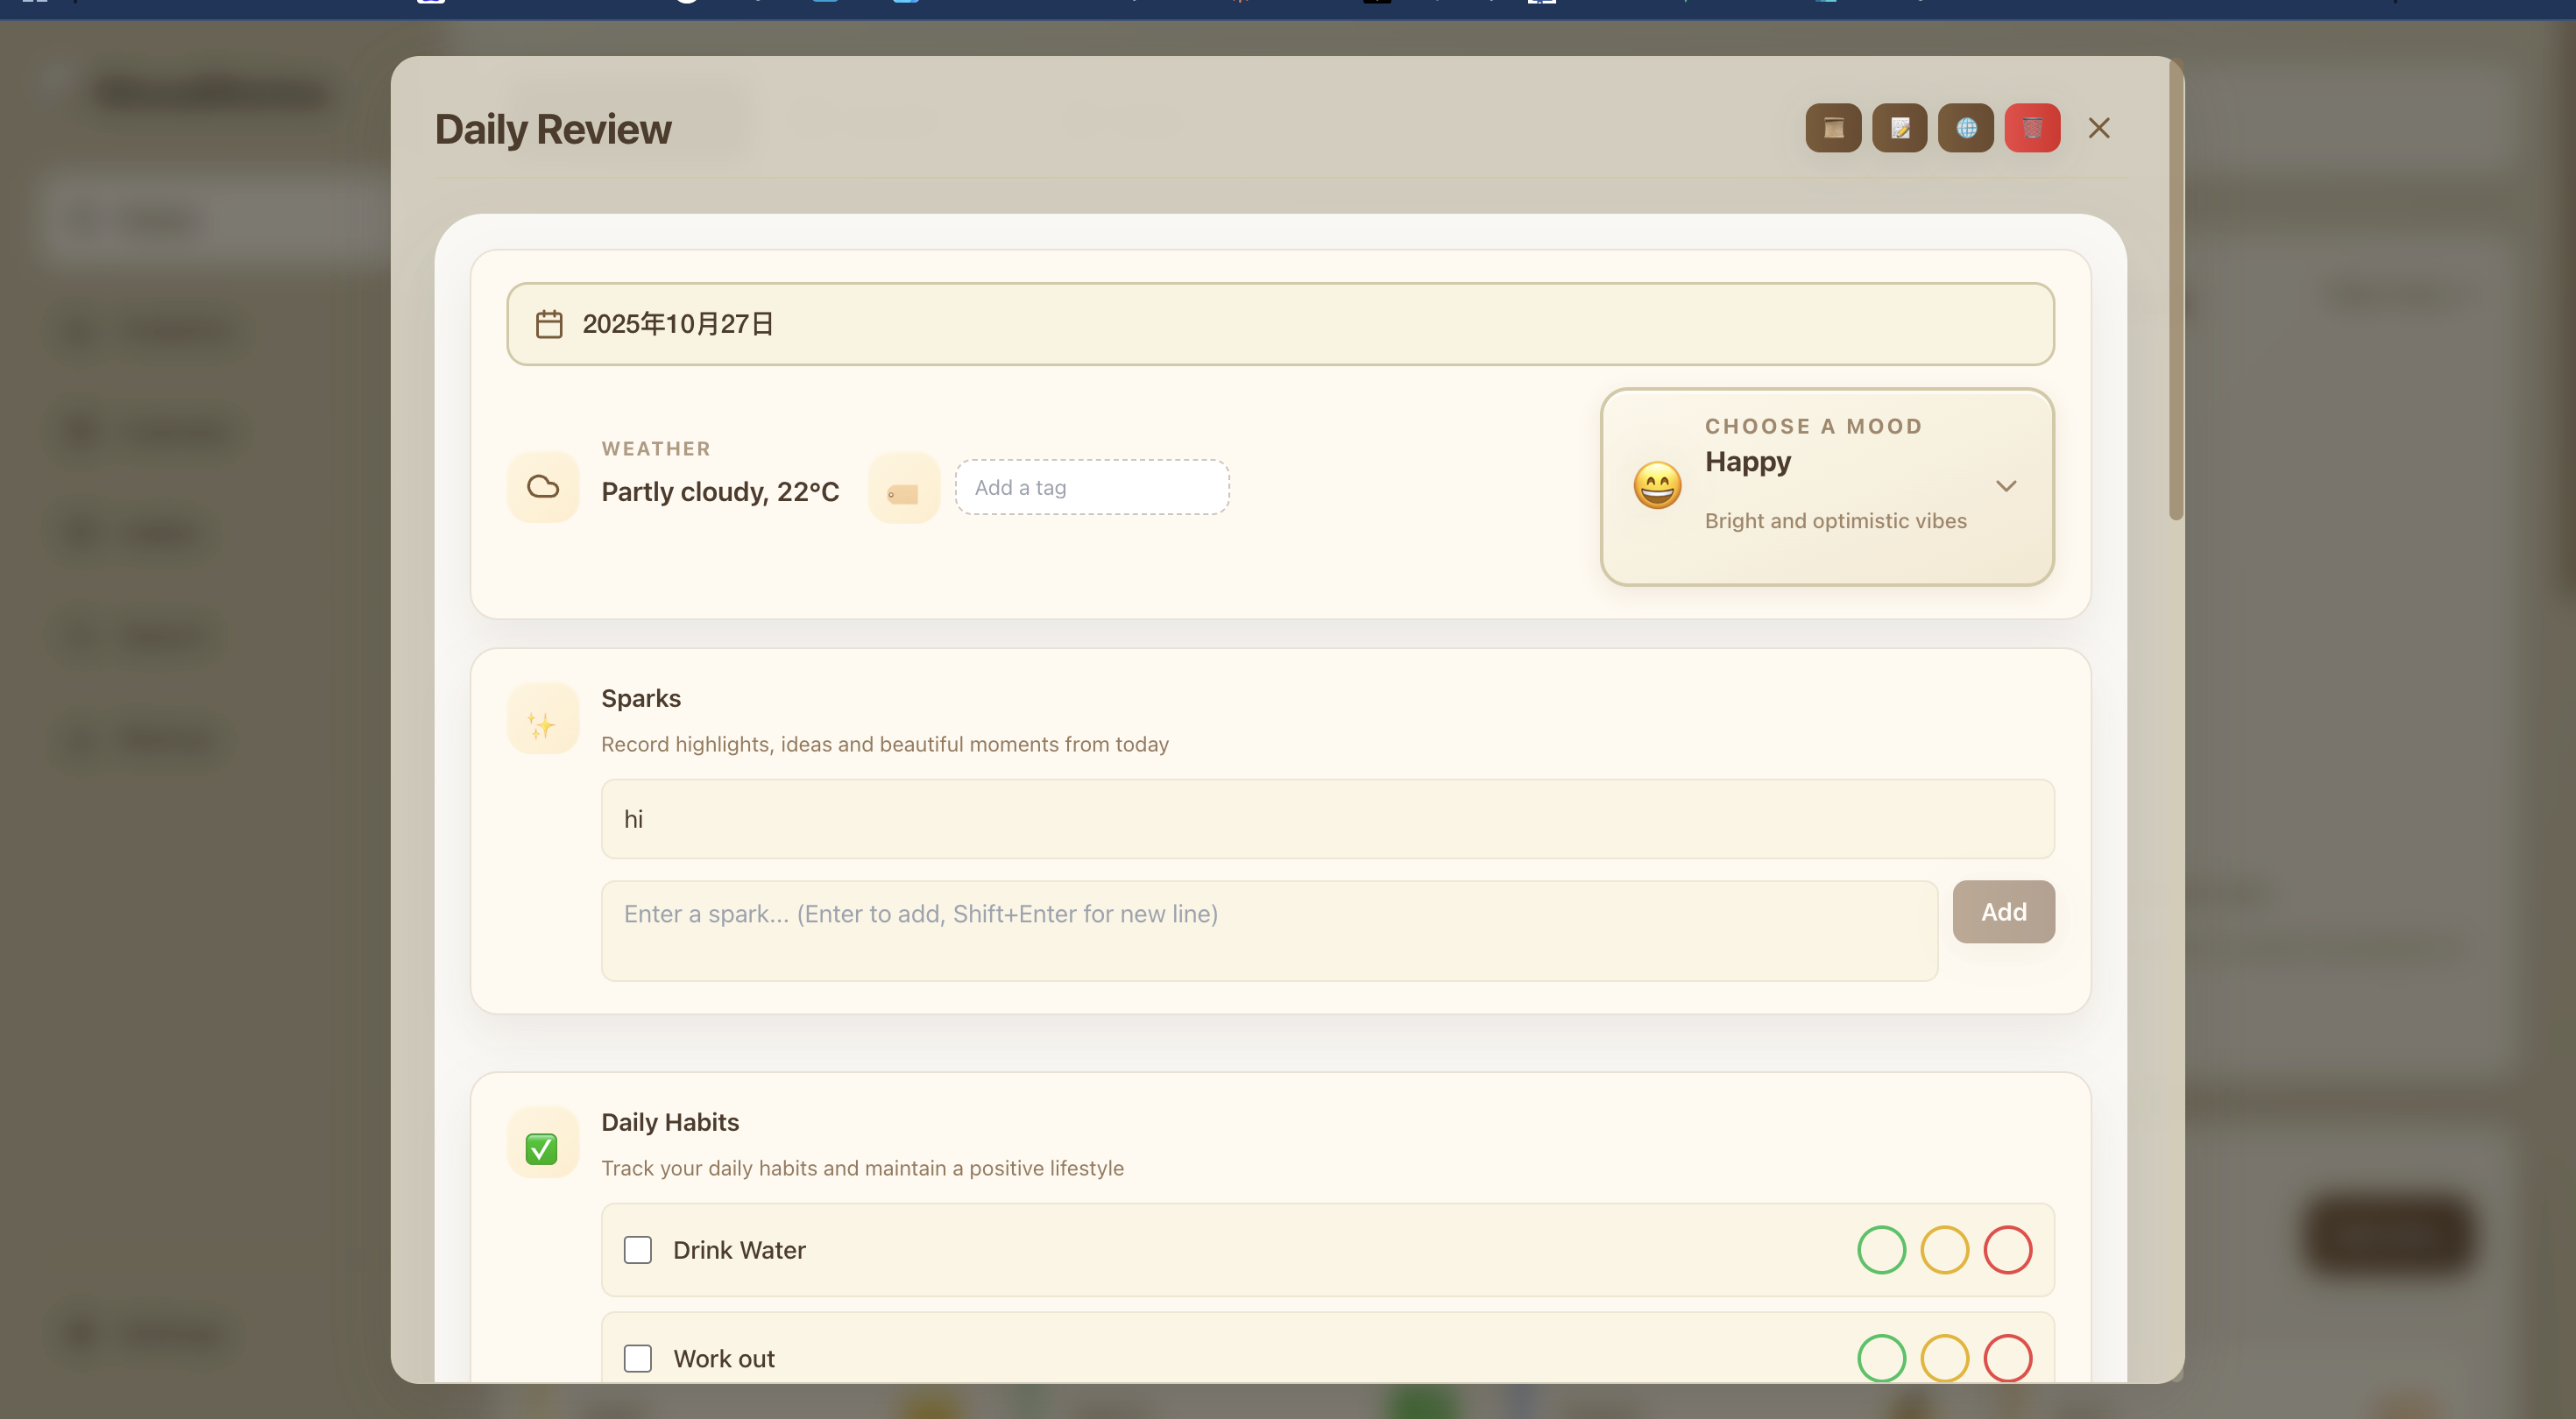 Daily Review
2025年10月27日
WEATHER
Partly cloudy, 22°C
Add a tag
CHOOSE A MOOD
Happy
Bright and optimistic vibes
Sparks
Record highlights, ideas and beautiful moments from today
hi
Enter a spark... (Enter to add, Shift+Enter for new line)
Add
Daily Habits
Track your daily habits and maintain a positive lifestyle
Drink Water
Work out